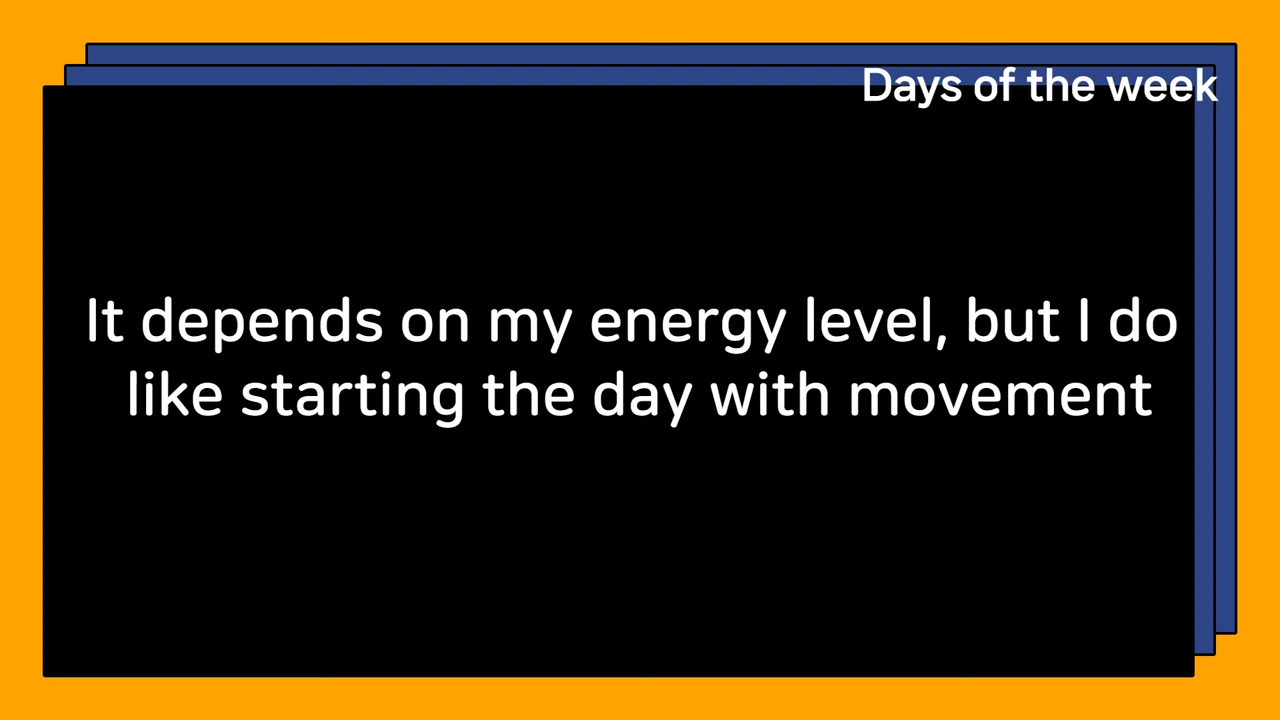 Days of the week
It depends on my energy level, but I do
like starting the day with movement